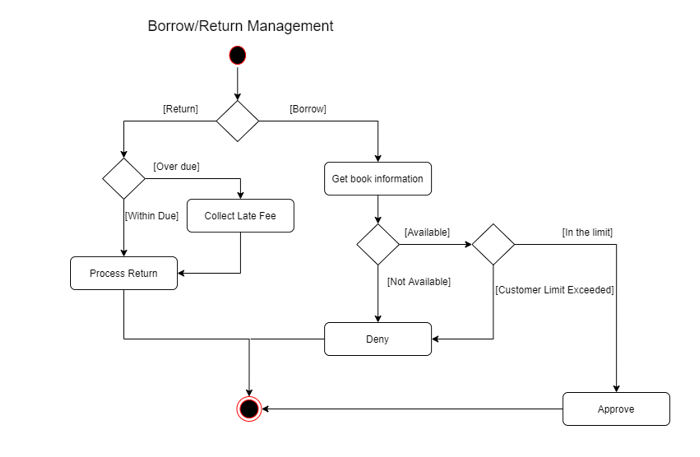 Borrow/Return Management
[Return]
[Borrow]
[Over due]
Get book information
[Within Due]
Collect Late Fee
[Available]
[In the limit]
Process Return
[Not Available]
[Customer Limit Exceeded]
Deny
Approve